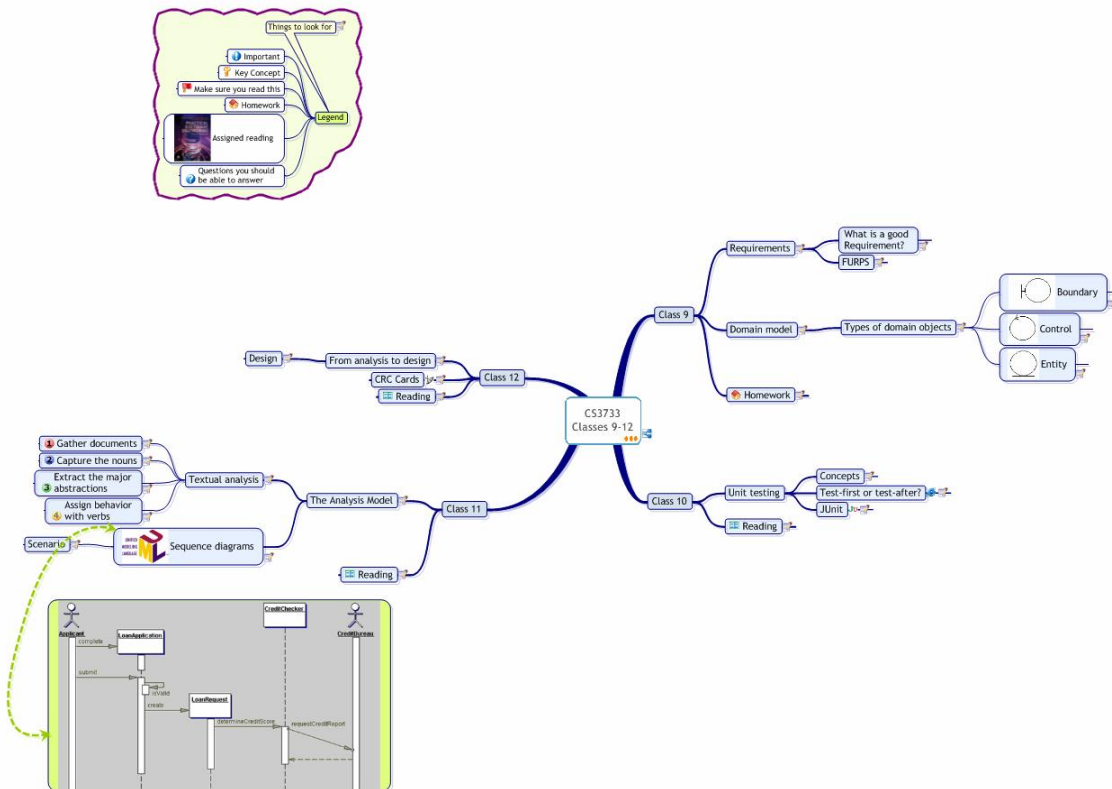 Things to look for
Important
Key Concept
Make sure you read this
Homework
Legend
Assigned reading
Questions you should
be able to answer
What is a good
Requirement?
Requirements
FURPS
Boundary
Class 9
Domain model
Types of domain objects
Control
Entity
Homework
Design
From analysis to design
Class 12
CRC Cards
Reading
CS3733
Classes 9-12
Gather documents
Capture the nouns
Extract the major
abstractions
Assign behavior
with verbs
Textual analysis
The Analysis Model
Class 11
Scenario
Sequence diagrams
Reading
Concepts
Class 10
Unit testing
Test-first or test-after?
JUnit
Reading
Applicant
LoanApplication
CreditChecker
CreditBureau
complete
submit
isValid
create
LoanRequest
determineCreditScore
requestCreditReport